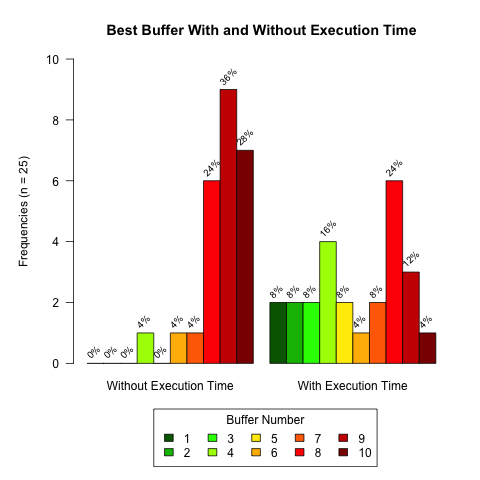 Best Buffer With and Without Execution Time
Frequencies (n = 25)
10
8
6
4
2
0
0% 0% 0% 4% 0% 4% 4% 24% 36% 28%
8% 8% 8% 16% 8% 4% 8% 24% 12% 4%
Without Execution Time With Execution Time
Buffer Number
1 3 5 7 9
2 4 6 8 10